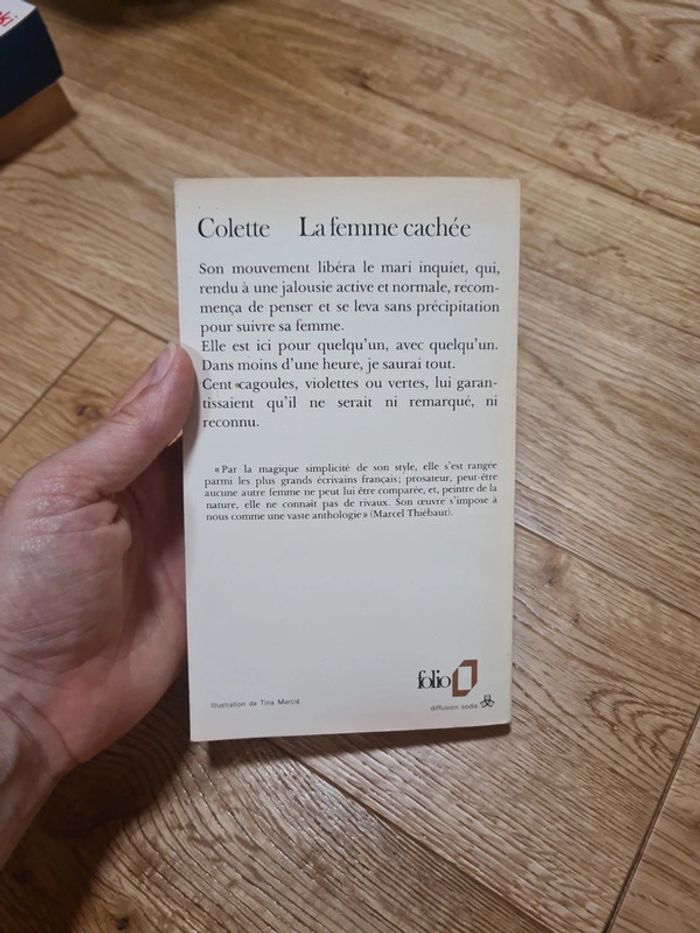 Colette La femme cachée
Son mouvement libéra le mari inquiet, qui,
rendu à une jalousie active et normale, recom-
mença de penser et se leva sans précipitation
pour suivre sa femme.
Elle est ici pour quelqu'un, avec quelqu'un.
Dans moins d'une heure, je saurai tout.
Cent cagoules, violettes ou vertes, lui garan-
tissaient qu'il ne serait ni remarqué, ni
reconnu.
« Par la magique simplicité de son style, elle s'est rangée
parmi les plus grands écrivains français; prosateur, peut-être
aucune autre femme ne peut lui être comparée, et, peintre de la
nature, elle ne connaît pas de rivaux. Son œuvre s'impose à
nous comme une vaste anthologie » (Marcel Thiébaut).
folio
Illustration de Tina Mercié.
diffusion sodis